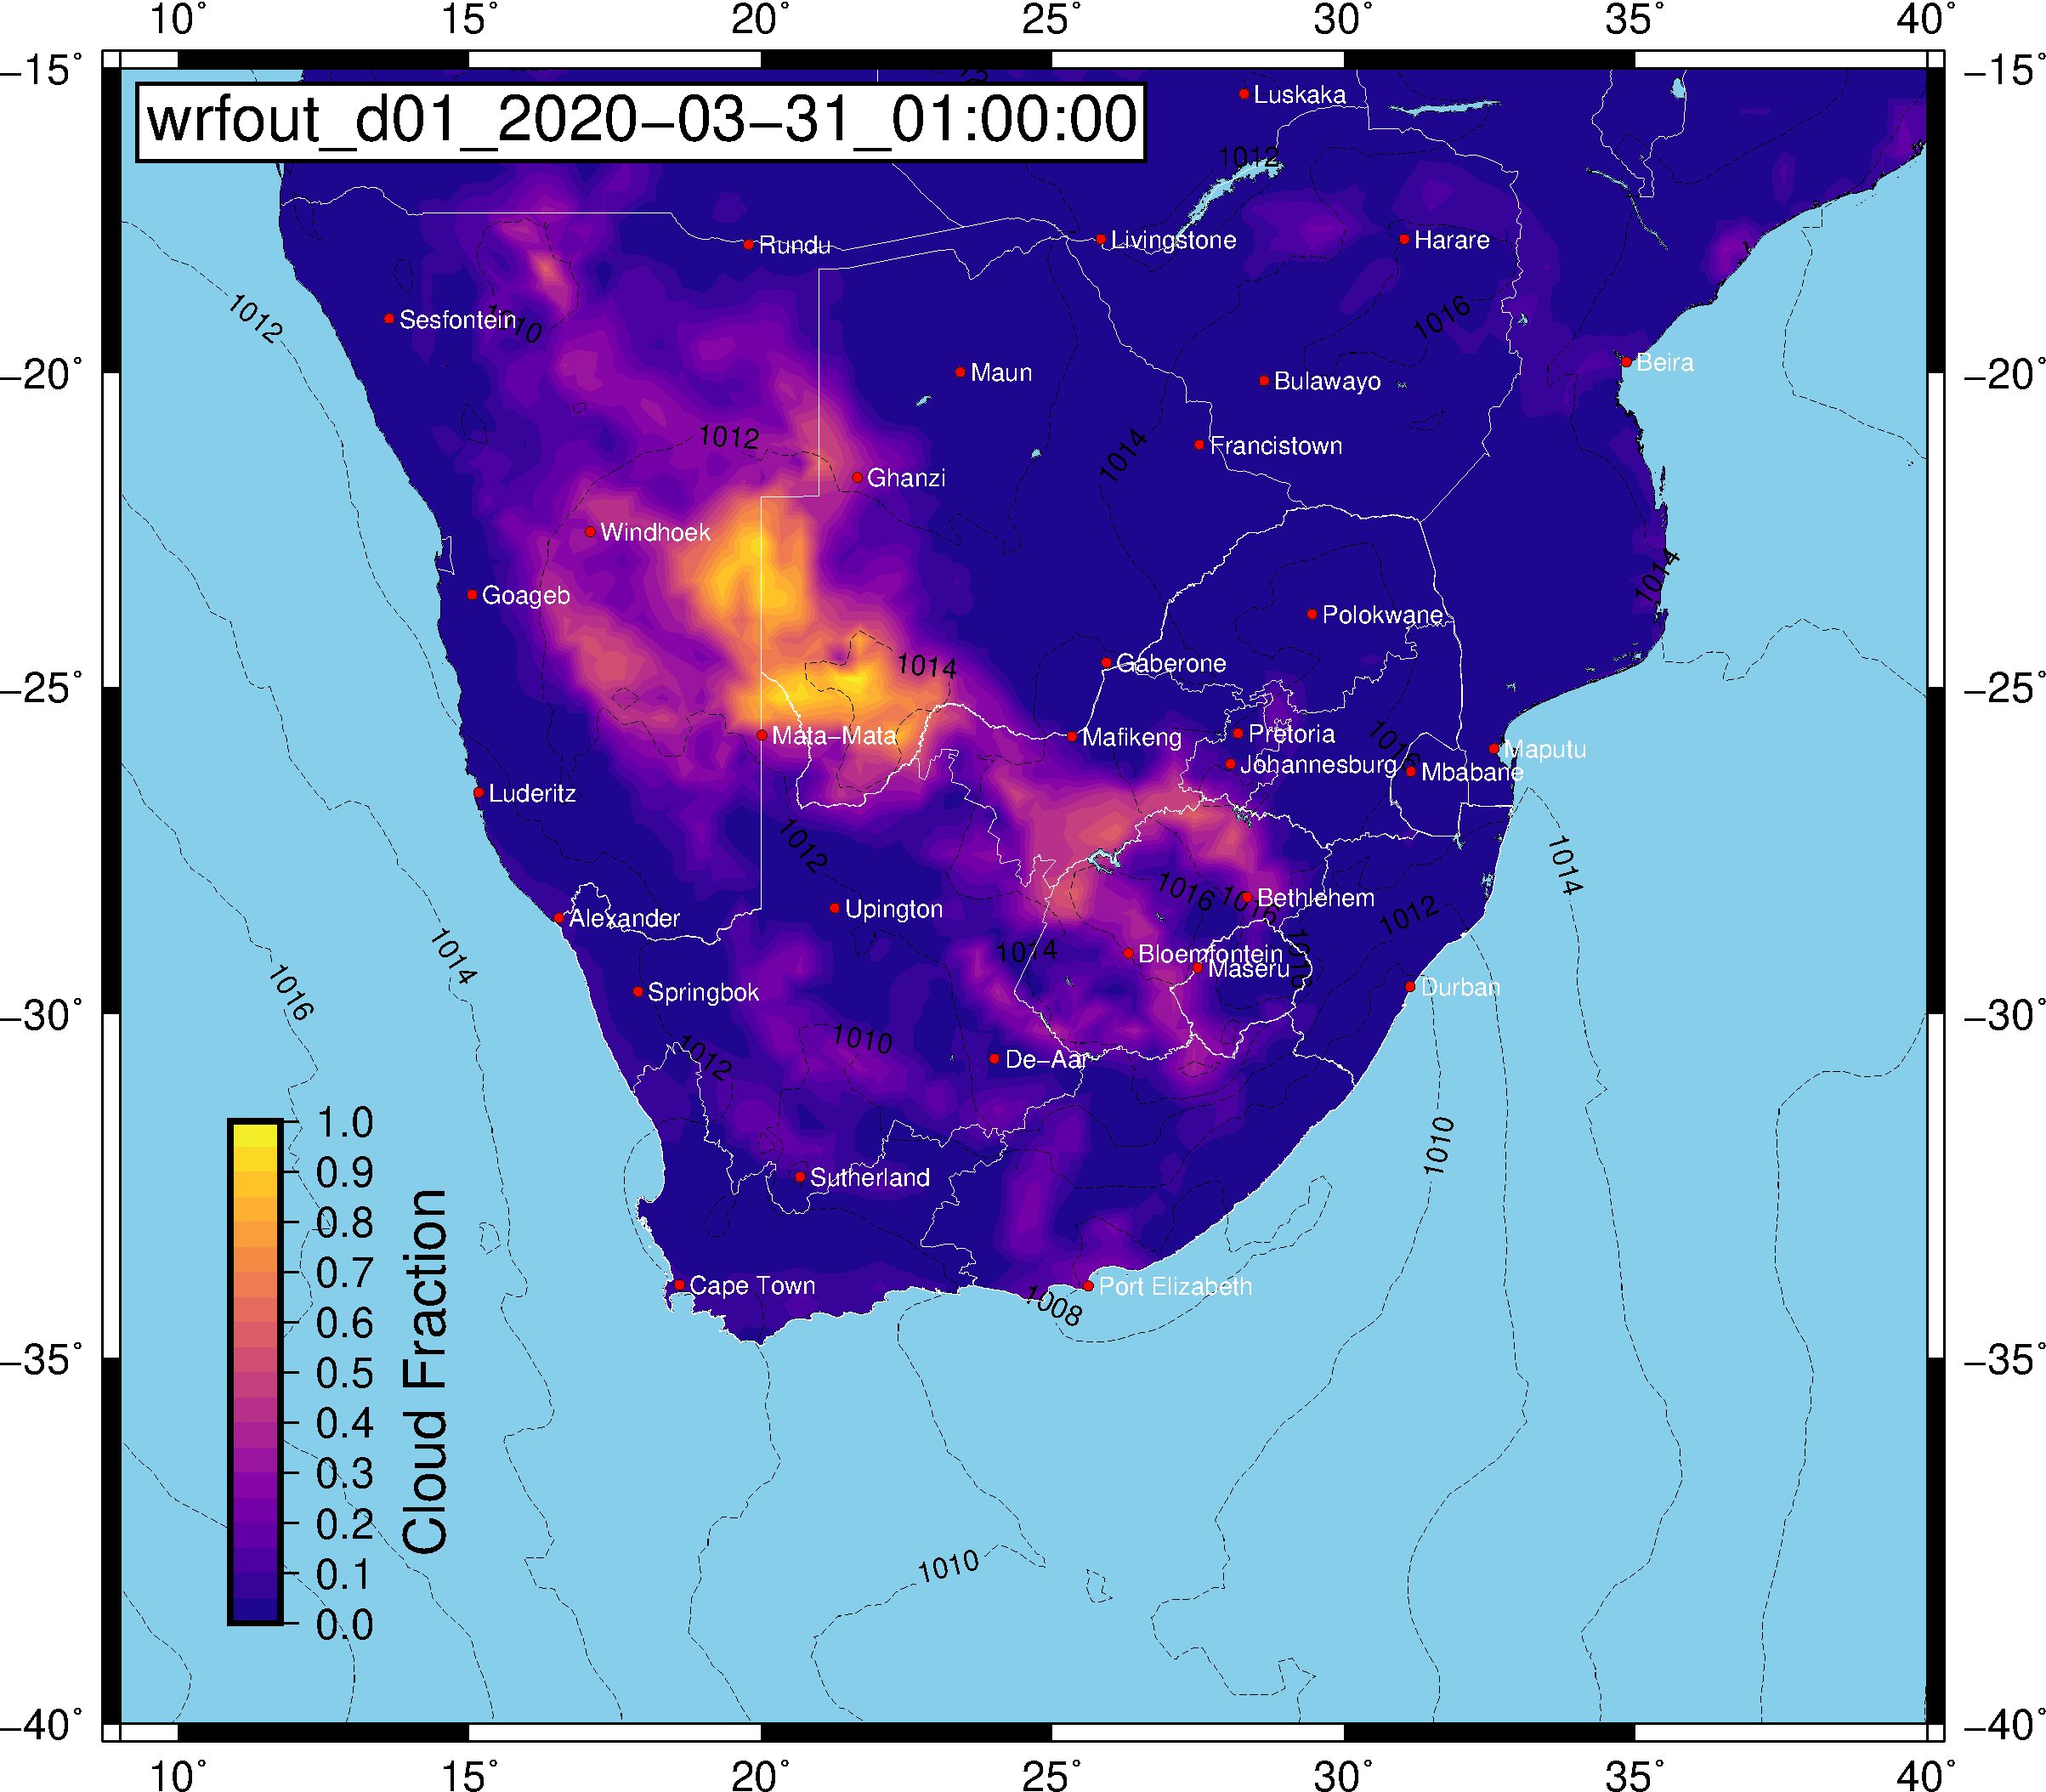 10° 15° 20° 25° 30° 35° 40°
−15° −15°
wrfout_d01_2020−03−31_01:00:00
Luskaka
1012
Rundu
Livingstone
Harare
1012
Sesfontein
1010
1016
−20° −20°
Maun
Bulawayo
Beira
1012
1014
Francistown
Ghanzi
Windhoek
Goageb
1014
Polokwane
Gaberone
1014
−25° −25°
Mata−Mata
Mafikeng
Pretoria
Johannesburg
Mbabane
Maputu
Luderitz
1012
1014
1016
1016
Bethlehem
Alexander
Upington
1012
1014
1014
Bloemfontein
Maseru
1016
1016
Springbok
Durban
−30° −30°
1010
1012
De−Aar
1010
Sutherland
Cape Town
Port Elizabeth
1008
−35° −35°
1.0
0.9
0.8
0.7
0.6
0.5
0.4
0.3
0.2
0.1
0.0
Cloud Fraction
1010
−40° −40°
10° 15° 20° 25° 30° 35° 40°